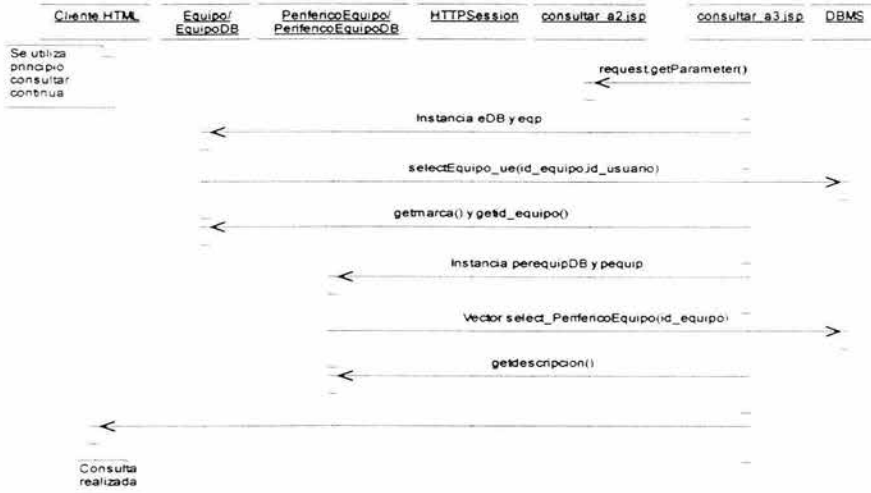 Cliente HTML
Equipo/
EquipoDB
PerifericoEquipo/
PerifericoEquipoDB
HTTPSession
consultar_a2.jsp
consultar_a3.jsp
DBMS
Se utiliza
principio
consultar
continua
request.getParameter()
Instancia eDB y eqp
selectEquipo_ue(id_equipo,id_usuario)
getmarca() y getid_equipo()
Instancia perequipDB y pequip
Vector select_PerifericoEquipo(id_equipo)
getdescripcion()
Consulta
realizada